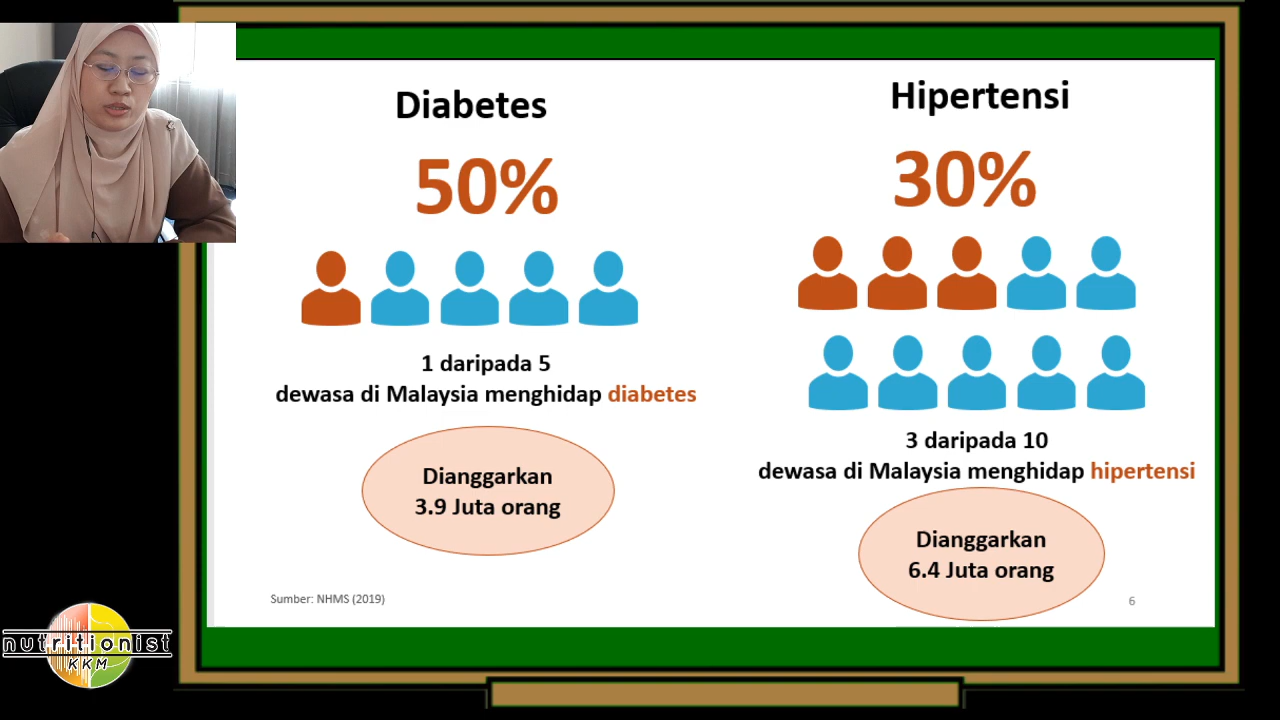 Diabetes
50%
1 daripada 5
dewasa di Malaysia menghidap diabetes
Dianggarkan
3.9 Juta orang
Hipertensi
30%
3 daripada 10
dewasa di Malaysia menghidap hipertensi
Dianggarkan
6.4 Juta orang
Sumber: NHMS (2019)
6
nutritionist
KKM